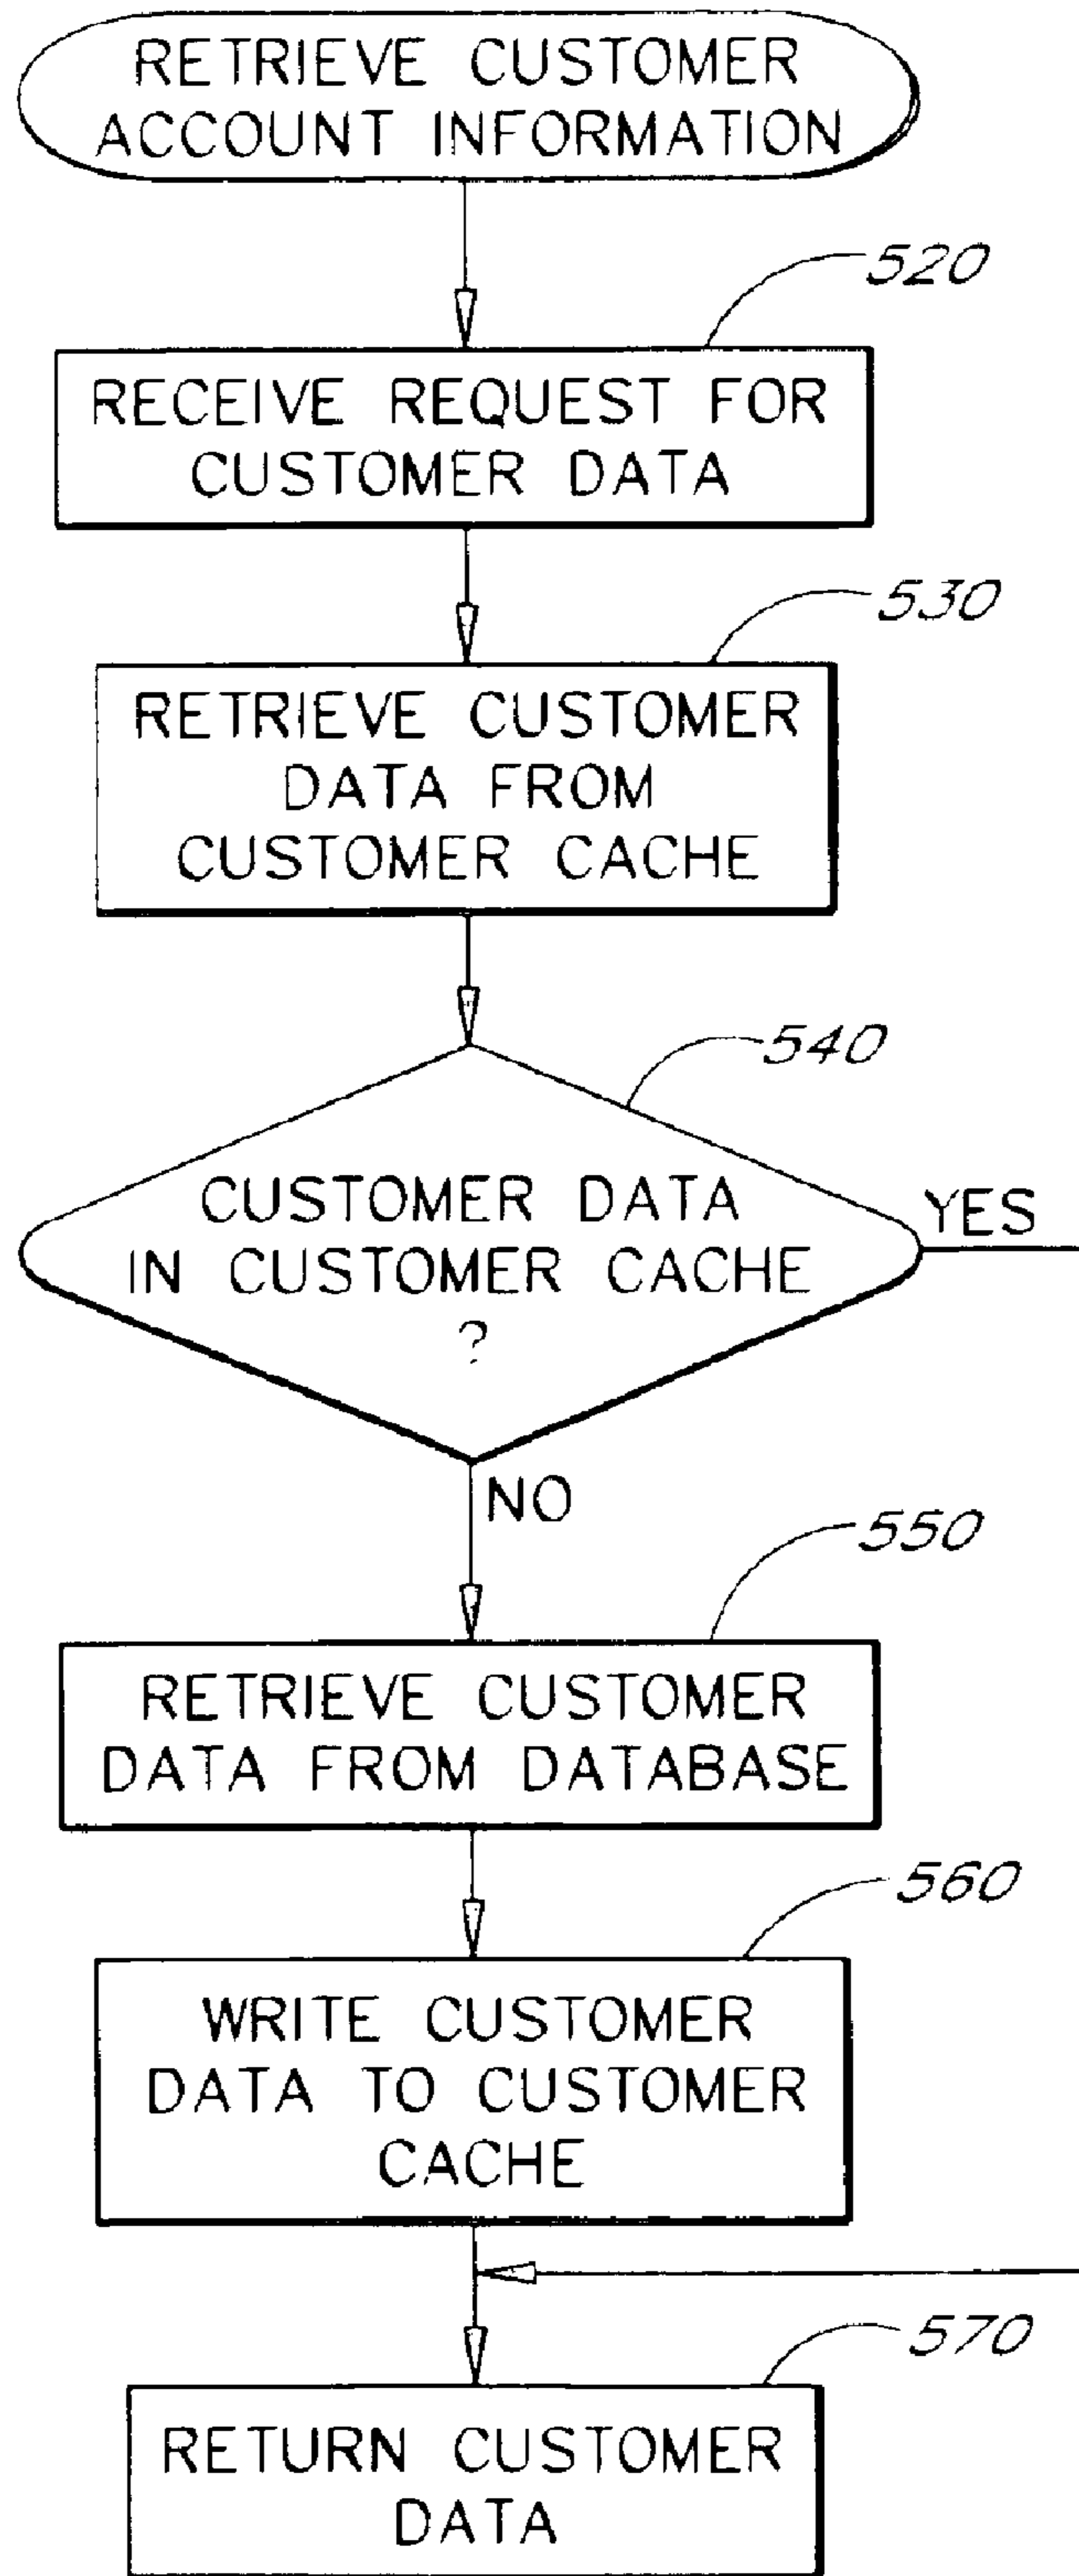 RETRIEVE CUSTOMER
ACCOUNT INFORMATION
520
RECEIVE REQUEST FOR
CUSTOMER DATA
530
RETRIEVE CUSTOMER
DATA FROM
CUSTOMER CACHE
540
CUSTOMER DATA
IN CUSTOMER CACHE
?
YES
NO
550
RETRIEVE CUSTOMER
DATA FROM DATABASE
560
WRITE CUSTOMER
DATA TO CUSTOMER
CACHE
570
RETURN CUSTOMER
DATA